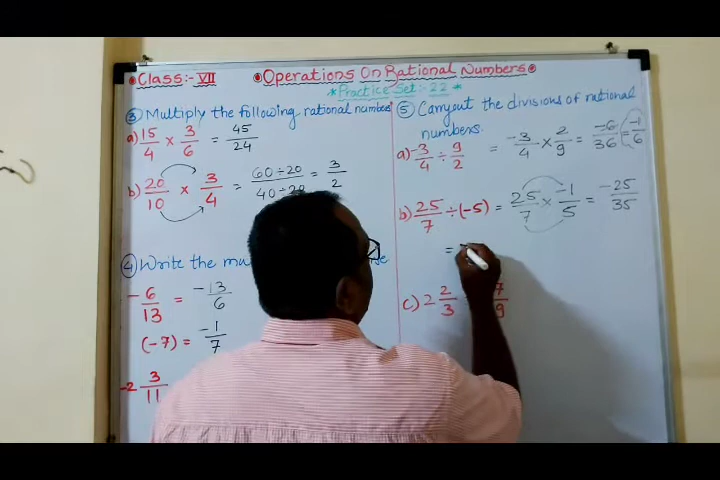 Class:- VII Operations On Rational Numbers
*Practice Set:- 22*
③ Multiply the following rational numbers
a) 15/4 × 3/6 = 45/24
b) 20/10 × 3/4 = 60÷20/40÷20 = 3/2
④ Write the
-6/13 = -13/6
(-7) = -1/7
-2 3/11
⑤ Carryout the divisions of rational
numbers.
a) -3/4 ÷ 9/2 = -3/4 × 2/9 = -6/36 = -1/6
b) 25/7 ÷ (-5) = 25/7 × -1/5 = -25/35
=
c) 2 2/3 7/9